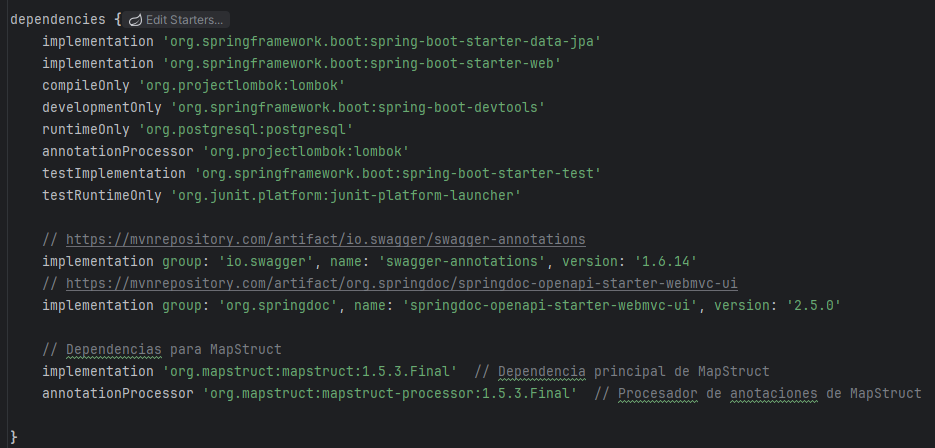 dependencies { Edit Starters...
    implementation 'org.springframework.boot:spring-boot-starter-data-jpa'
    implementation 'org.springframework.boot:spring-boot-starter-web'
    compileOnly 'org.projectlombok:lombok'
    developmentOnly 'org.springframework.boot:spring-boot-devtools'
    runtimeOnly 'org.postgresql:postgresql'
    annotationProcessor 'org.projectlombok:lombok'
    testImplementation 'org.springframework.boot:spring-boot-starter-test'
    testRuntimeOnly 'org.junit.platform:junit-platform-launcher'

    // https://mvnrepository.com/artifact/io.swagger/swagger-annotations
    implementation group: 'io.swagger', name: 'swagger-annotations', version: '1.6.14'
    // https://mvnrepository.com/artifact/org.springdoc/springdoc-openapi-starter-webmvc-ui
    implementation group: 'org.springdoc', name: 'springdoc-openapi-starter-webmvc-ui', version: '2.5.0'

    // Dependencias para MapStruct
    implementation 'org.mapstruct:mapstruct:1.5.3.Final'  // Dependencia principal de MapStruct
    annotationProcessor 'org.mapstruct:mapstruct-processor:1.5.3.Final'  // Procesador de anotaciones de MapStruct

}